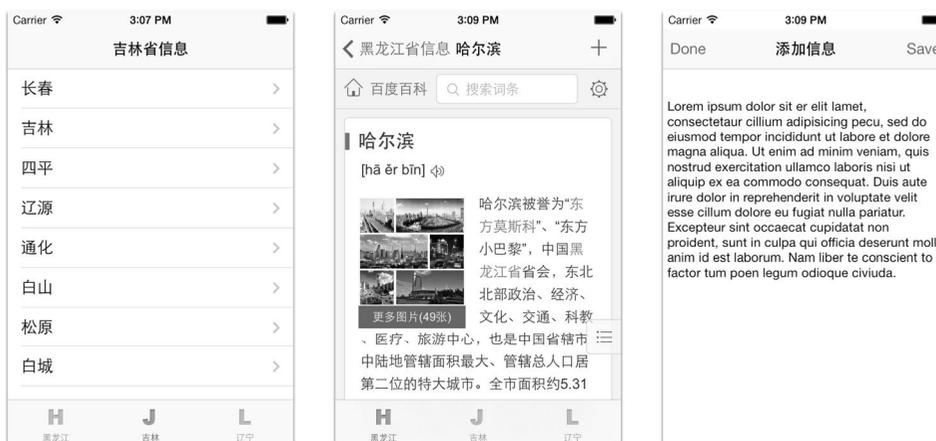 Carrier 3:07 PM
吉林省信息
长春
吉林
四平
辽源
通化
白山
松原
白城
H J L
黑龙江 吉林 辽宁
Carrier 3:09 PM
黑龙江省信息 哈尔滨
百度百科 搜索词条
哈尔滨
[hā ěr bīn]
哈尔滨被誉为“东
方莫斯科”、“东方
小巴黎”，中国黑
龙江省省会，东北
北部政治、经济、
文化、交通、科教
更多图片(49张)
、医疗、旅游中心，也是中国省辖市
中陆地管辖面积最大、管辖总人口居
第二位的特大城市。全市面积约5.31
H J L
黑龙江 吉林 辽宁
Carrier 3:09 PM
Done 添加信息 Save
Lorem ipsum dolor sit er elit lamet,
consectetaur cillium adipisicing pecu, sed do
eiusmod tempor incididunt ut labore et dolore
magna aliqua. Ut enim ad minim veniam, quis
nostrud exercitation ullamco laboris nisi ut
aliquip ex ea commodo consequat. Duis aute
irure dolor in reprehenderit in voluptate velit
esse cillum dolore eu fugiat nulla pariatur.
Excepteur sint occaecat cupidatat non
proident, sunt in culpa qui officia deserunt moll
anim id est laborum. Nam liber te conscient to
factor tum poen legum odioque civiuda.